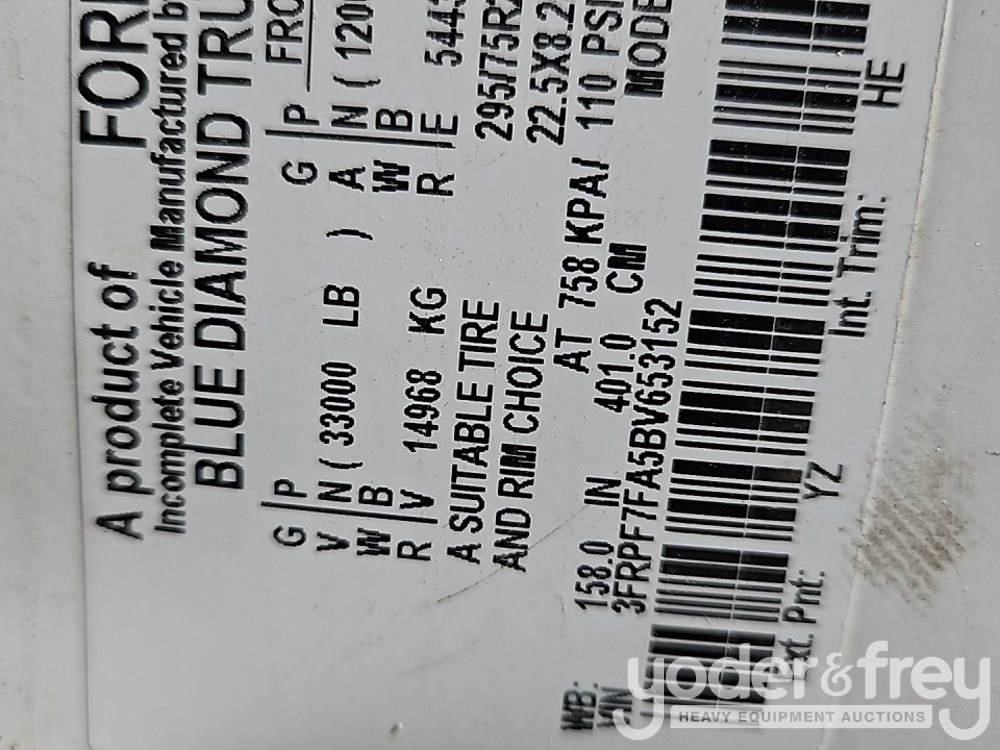 A product of FOR
Incomplete Vehicle Manufactured by
BLUE DIAMOND TRU
G P G P FRO
V N ( 33000 LB ) A N ( 120
W B W B
R V 14968 KG R E 544
A SUITABLE TIRE 295/75R2
AND RIM CHOICE 22.5X8.2
AT 758 KPA/ 110 PSI
WB: 158.0 IN 401.0 CM MODE
VIN 3FRPF7FA5BV653152
Ext. Pnt: YZ Int. Trim: HE
yoder&frey
HEAVY EQUIPMENT AUCTIONS